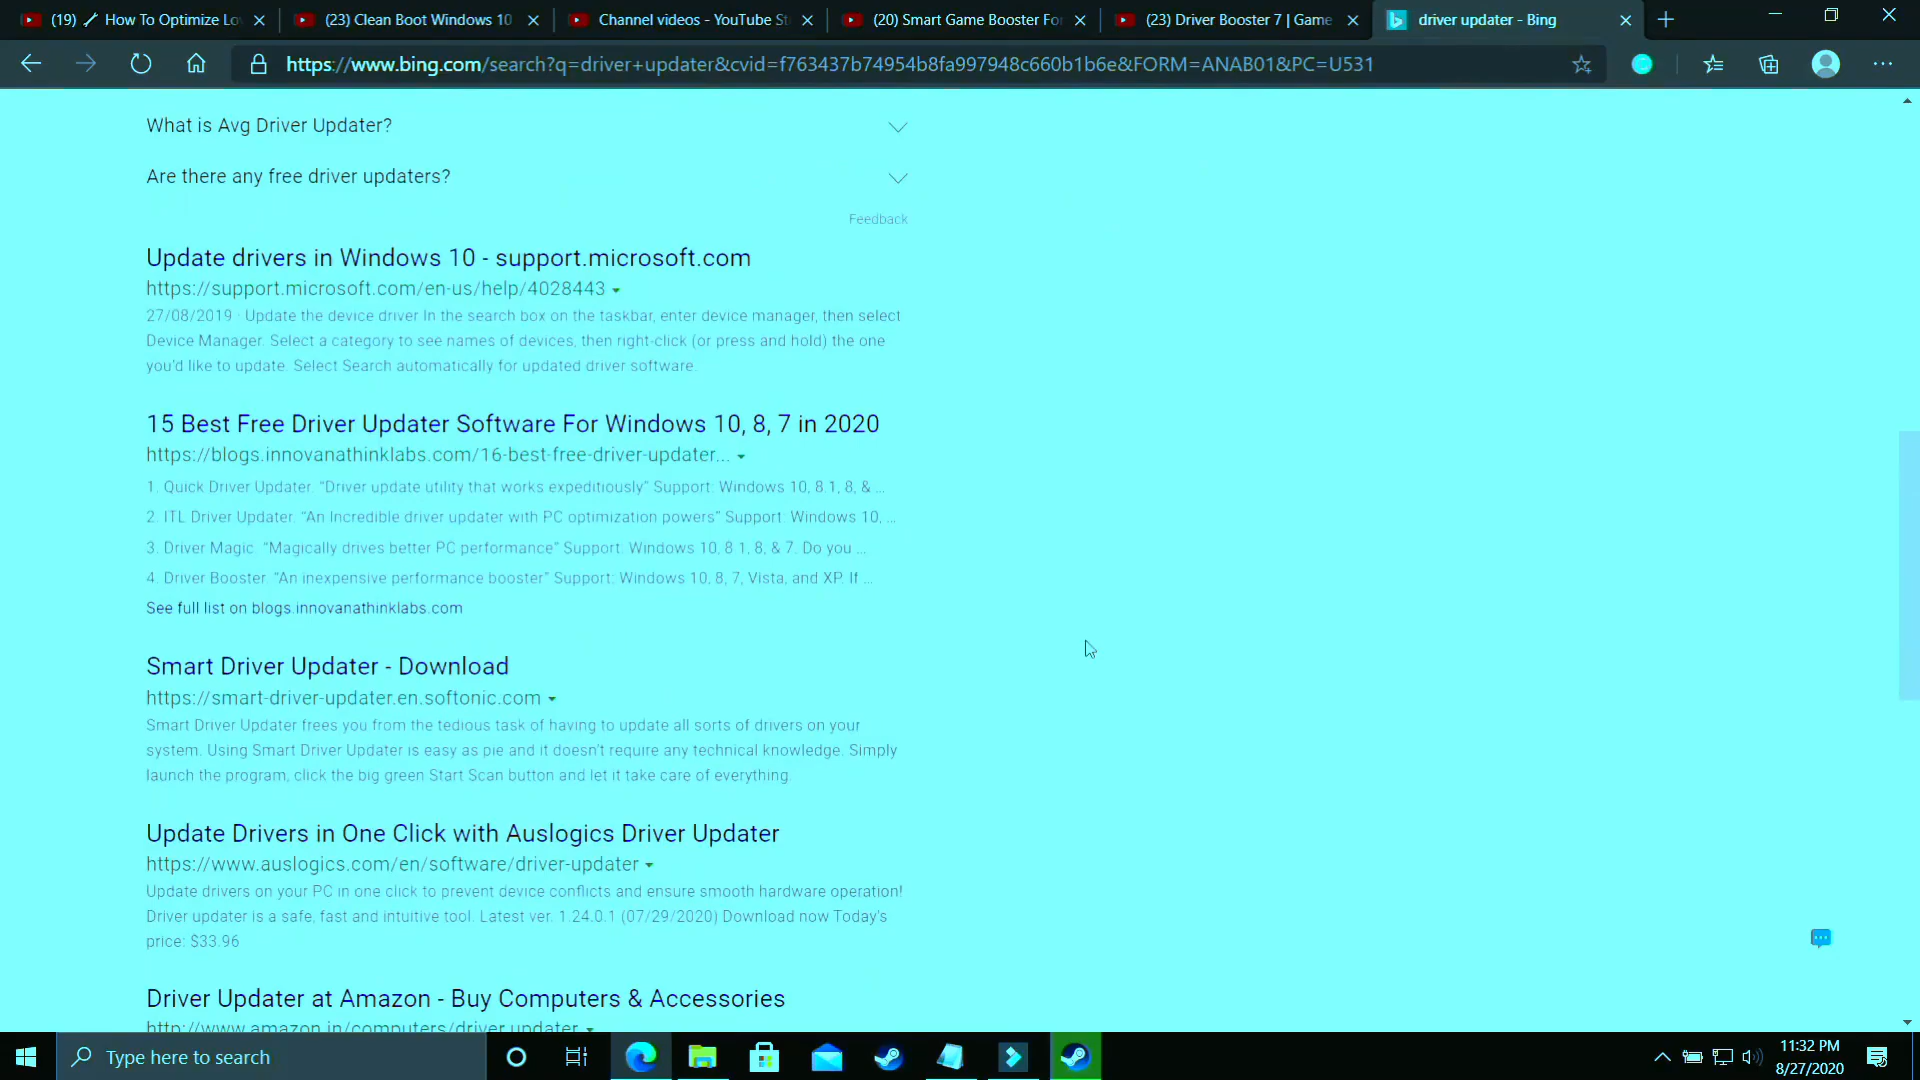 (19) 🔧 How To Optimize Lo
(23) Clean Boot Windows 10
Channel videos - YouTube St
(20) Smart Game Booster Fo
(23) Driver Booster 7 | Game
driver updater - Bing
https://www.bing.com/search?q=driver+updater&cvid=f763437b74954b8fa997948c660b1b6e&FORM=ANAB01&PC=U531
What is Avg Driver Updater?
Are there any free driver updaters?
Feedback
Update drivers in Windows 10 - support.microsoft.com
https://support.microsoft.com/en-us/help/4028443
27/08/2019 · Update the device driver In the search box on the taskbar, enter device manager, then select
Device Manager. Select a category to see names of devices, then right-click (or press and hold) the one
you'd like to update. Select Search automatically for updated driver software.
15 Best Free Driver Updater Software For Windows 10, 8, 7 in 2020
https://blogs.innovanathinklabs.com/16-best-free-driver-updater...
1. Quick Driver Updater. "Driver update utility that works expeditiously" Support: Windows 10, 8.1, 8, & ...
2. ITL Driver Updater. "An Incredible driver updater with PC optimization powers" Support: Windows 10, ...
3. Driver Magic. "Magically drives better PC performance" Support: Windows 10, 8.1, 8, & 7. Do you ...
4. Driver Booster. "An inexpensive performance booster" Support: Windows 10, 8, 7, Vista, and XP. If ...
See full list on blogs.innovanathinklabs.com
Smart Driver Updater - Download
https://smart-driver-updater.en.softonic.com
Smart Driver Updater frees you from the tedious task of having to update all sorts of drivers on your
system. Using Smart Driver Updater is easy as pie and it doesn't require any technical knowledge. Simply
launch the program, click the big green Start Scan button and let it take care of everything.
Update Drivers in One Click with Auslogics Driver Updater
https://www.auslogics.com/en/software/driver-updater
Update drivers on your PC in one click to prevent device conflicts and ensure smooth hardware operation!
Driver updater is a safe, fast and intuitive tool. Latest ver. 1.24.0.1 (07/29/2020) Download now Today's
price: $33.96
Driver Updater at Amazon - Buy Computers & Accessories
http://www.amazon.in/computers/driver updater
Type here to search
11:32 PM
8/27/2020